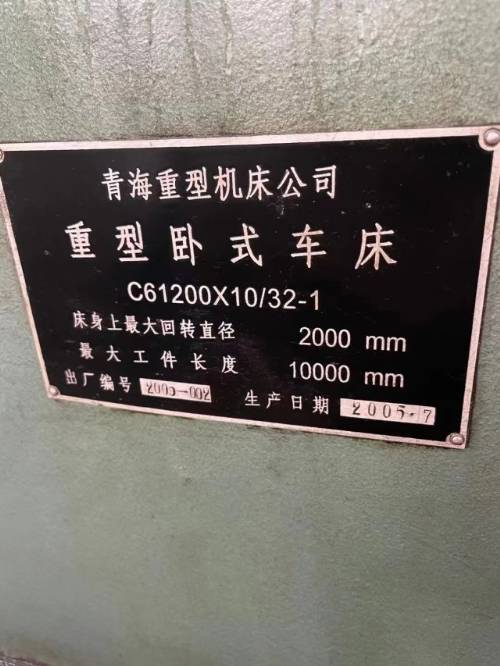 青海重型机床公司
重型卧式车床
C61200X10/32-1
床身上最大回转直径 2000 mm
最大工件长度 10000 mm
出厂编号 2005-002 生产日期 2005-7